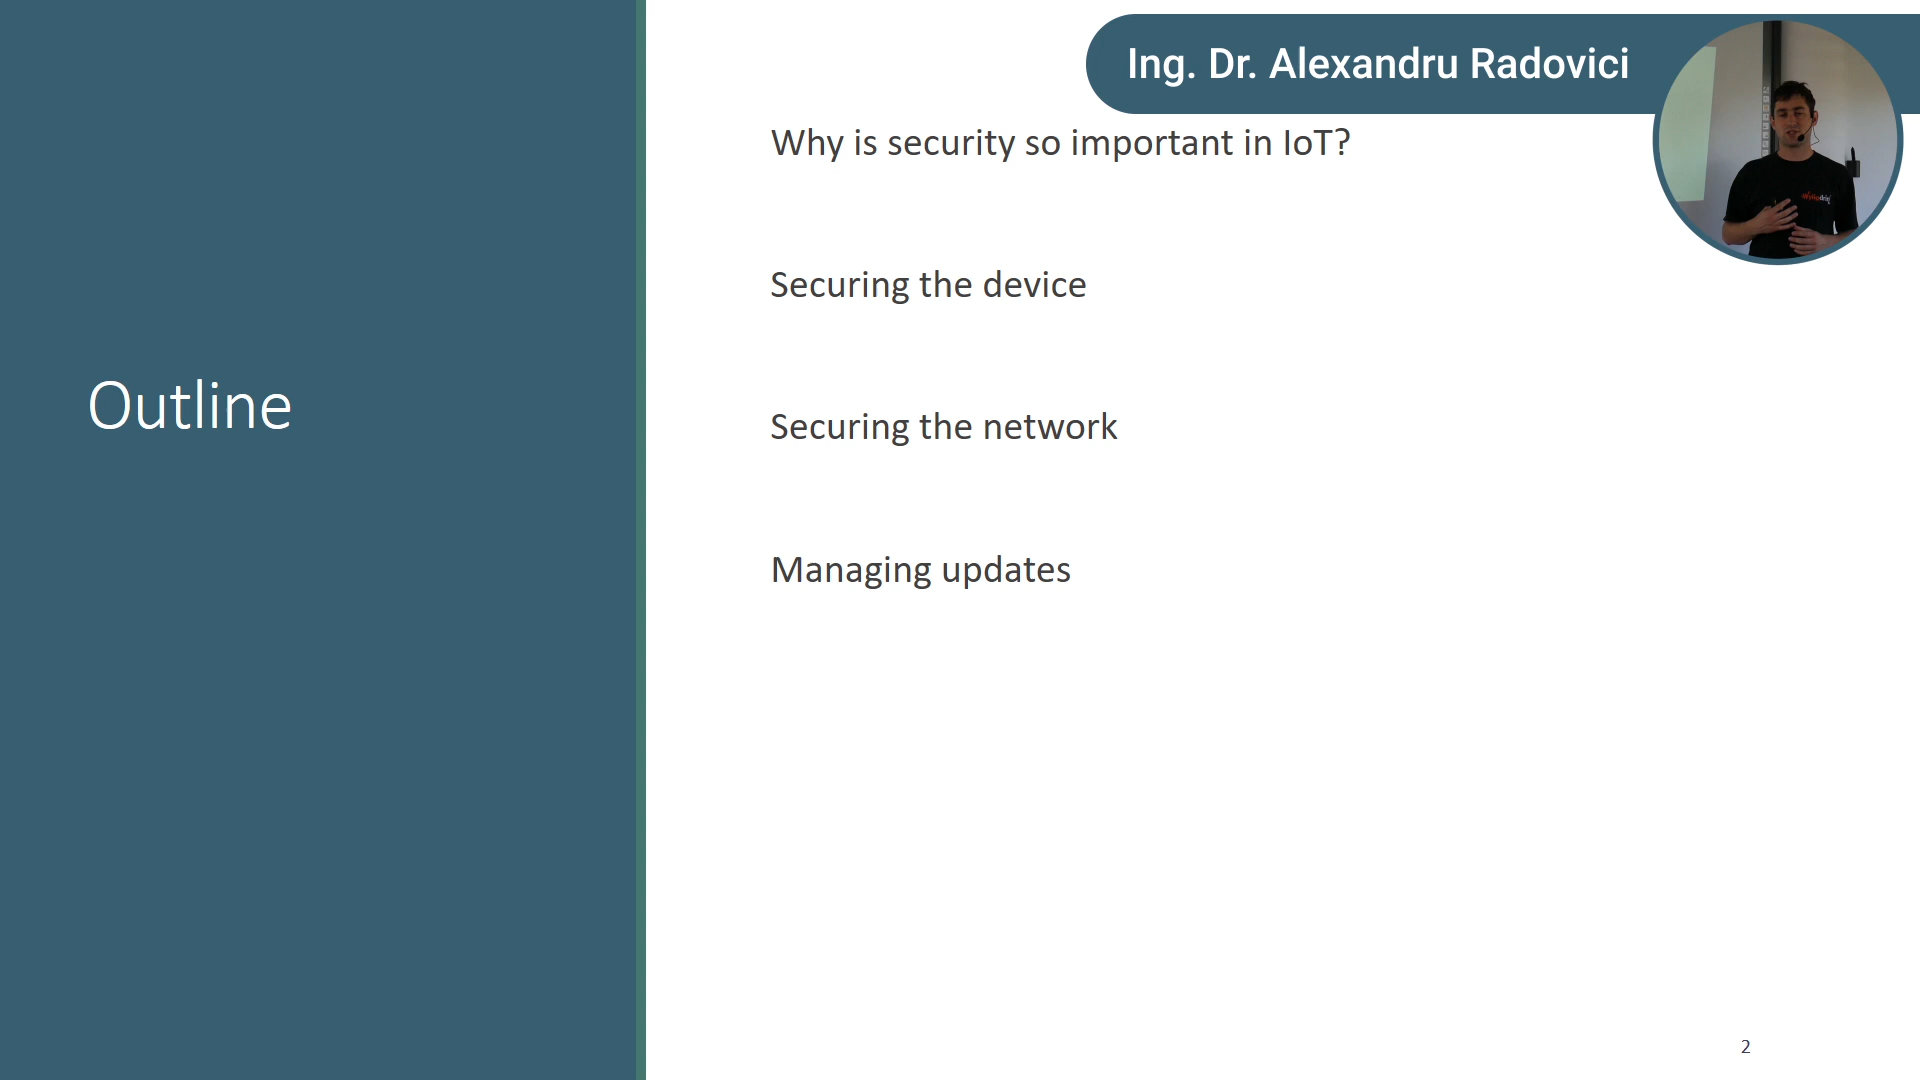 Ing. Dr. Alexandru Radovici
Why is security so important in IoT?
Securing the device
Outline
Securing the network
Managing updates
2